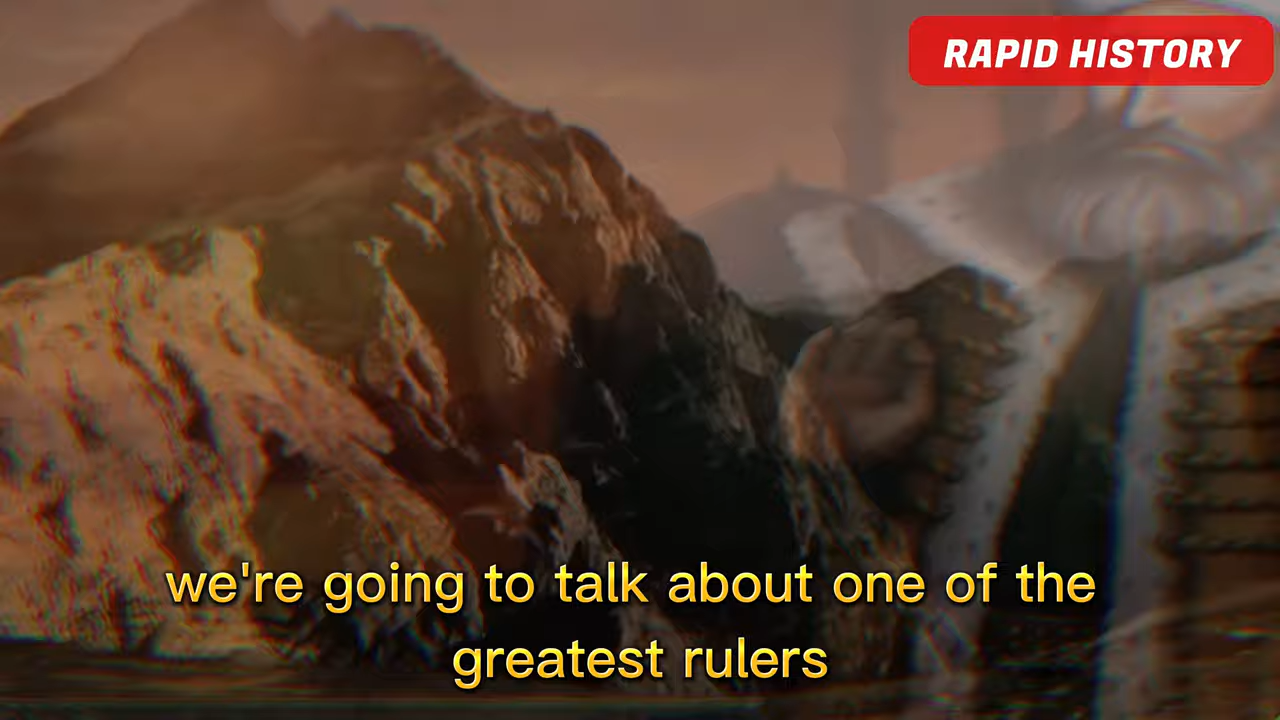 RAPID HISTORY
we're going to talk about one of the
greatest rulers